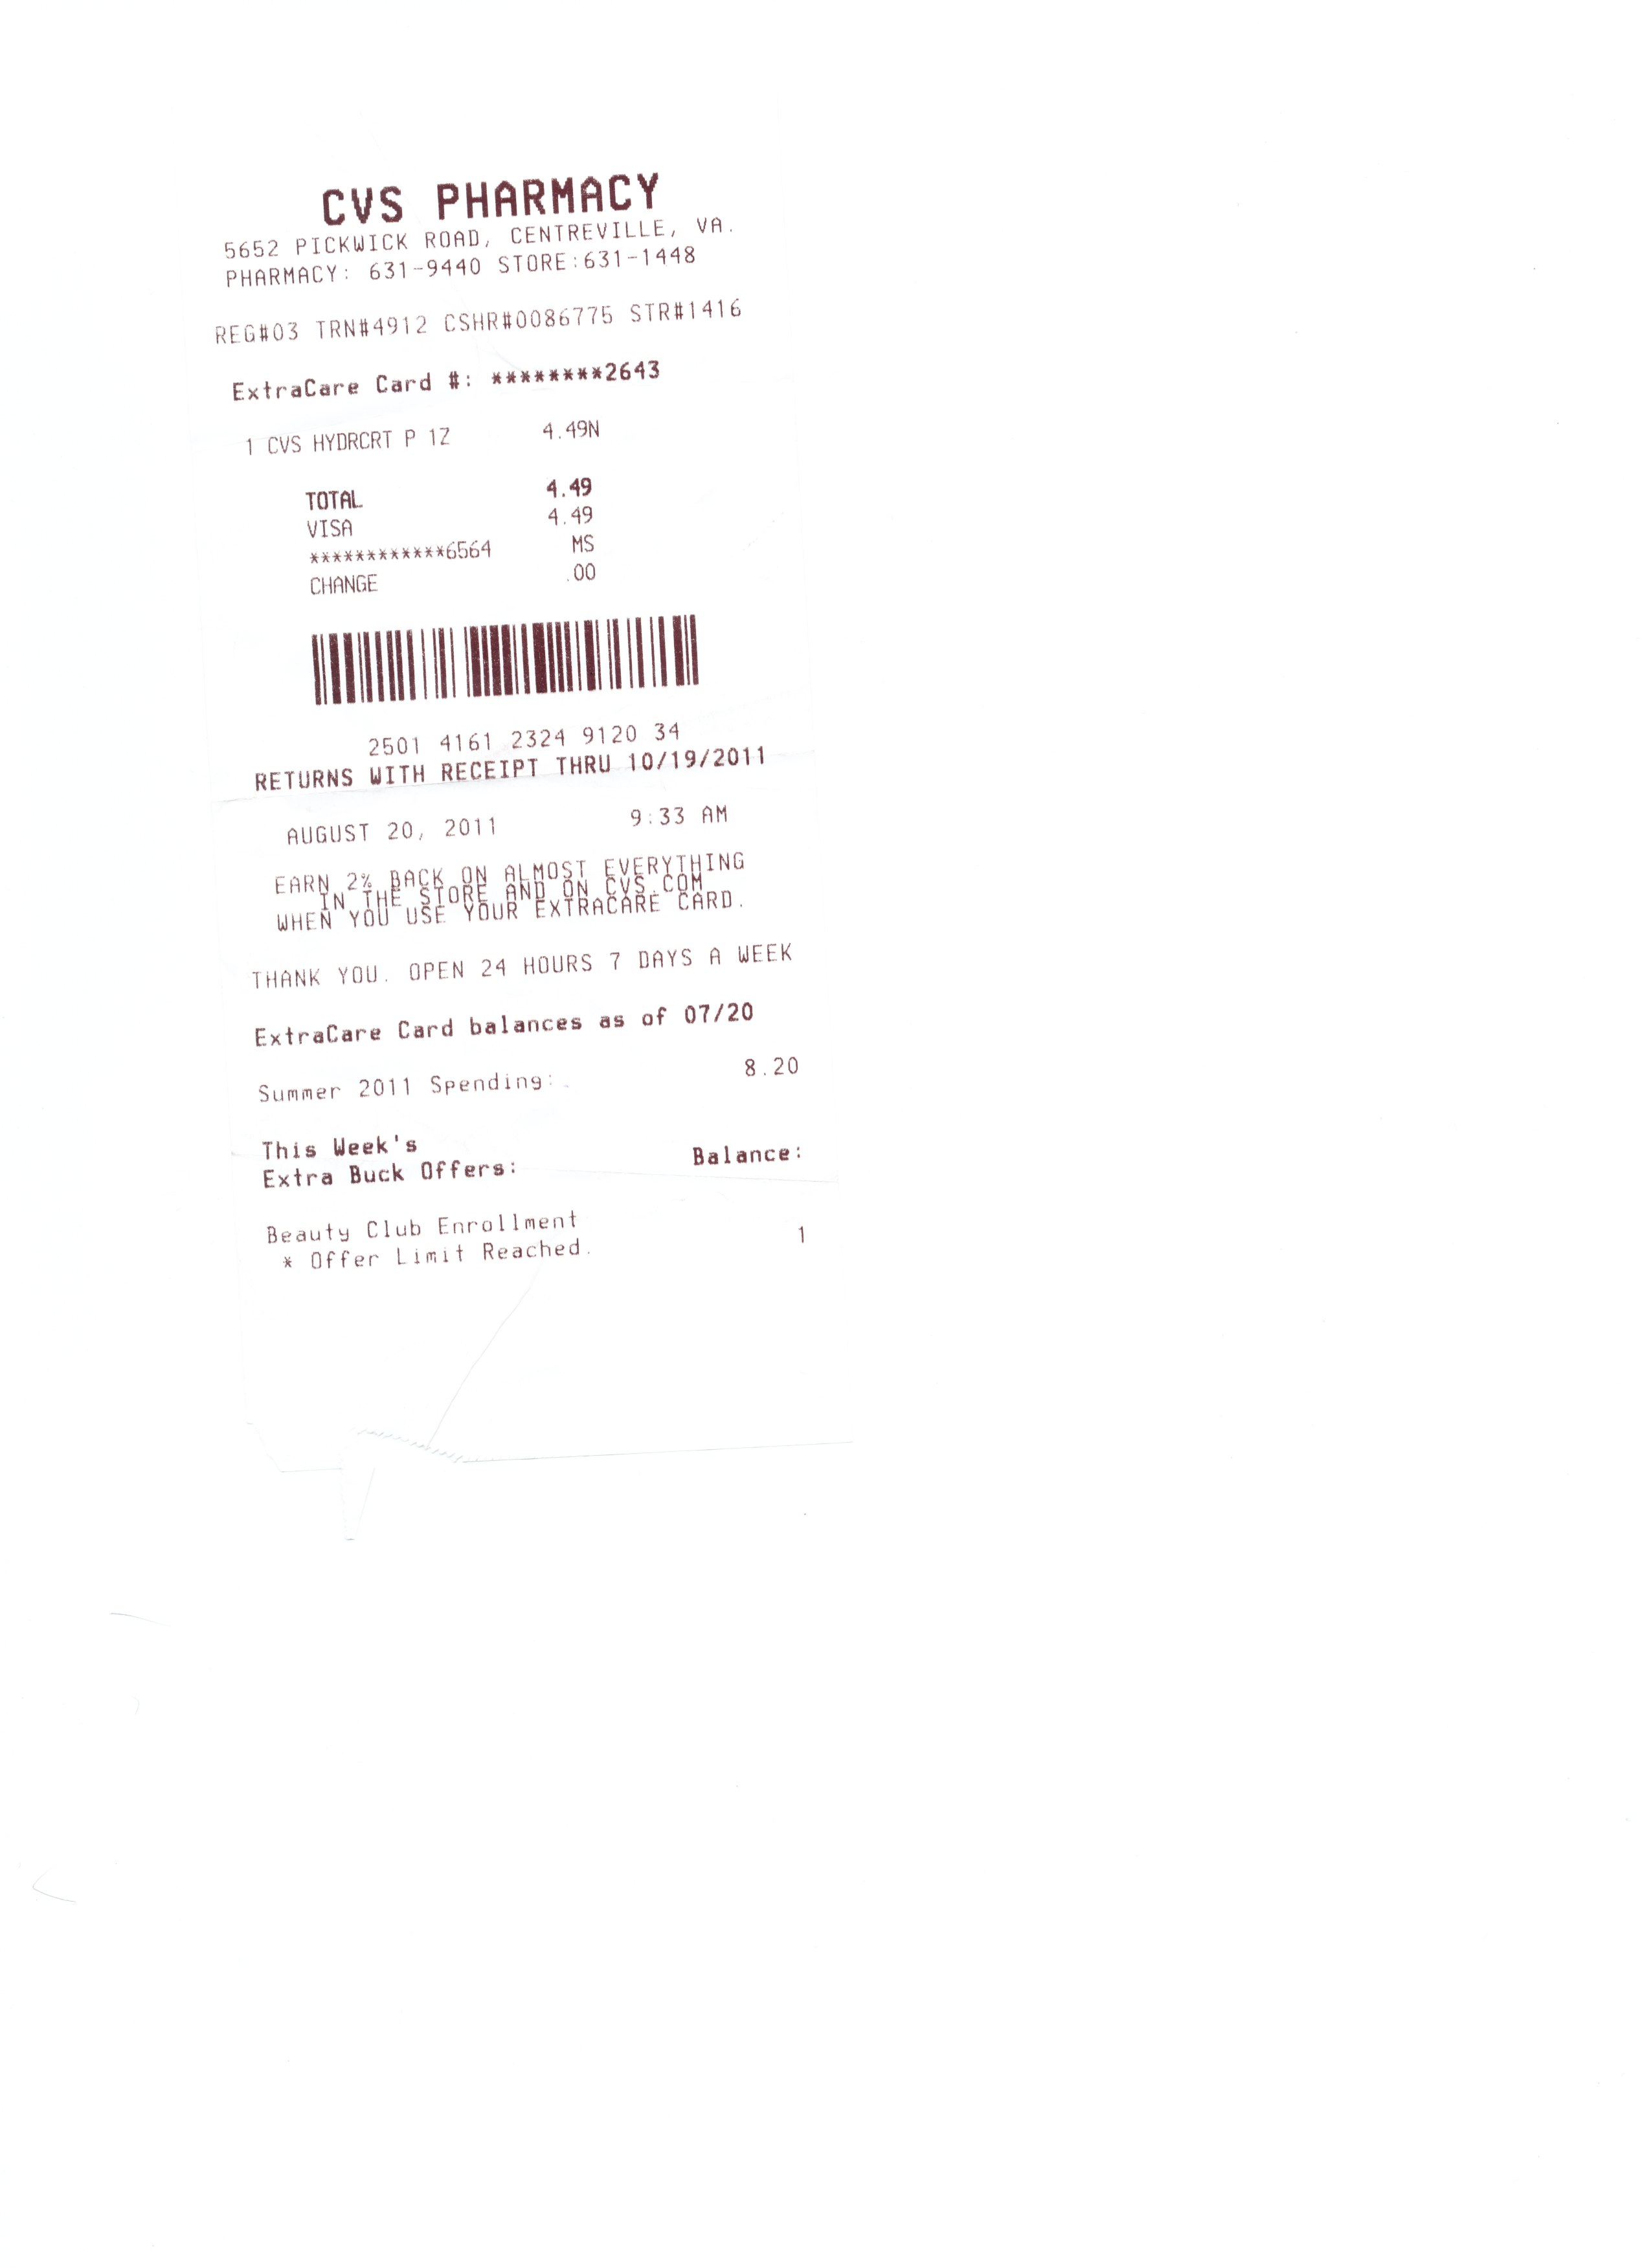 CVS PHARMACY
5652 PICKWICK ROAD, CENTREVILLE, VA.
PHARMACY: 631-9440 STORE:631-1448
REG#03 TRN#4912 CSHR#0086775 STR#1416
ExtraCare Card #: ********2643
1 CVS HYDRCRT P 1Z 4.49N
TOTAL 4.49
VISA 4.49
************6564 MS
CHANGE .00
2501 4161 2324 9120 34
RETURNS WITH RECEIPT THRU 10/19/2011
AUGUST 20, 2011 9:33 AM
EARN 2% BACK ON ALMOST EVERYTHING
IN THE STORE AND ON CVS.COM
WHEN YOU USE YOUR EXTRACARE CARD.
THANK YOU. OPEN 24 HOURS 7 DAYS A WEEK
ExtraCare Card balances as of 07/20
Summer 2011 Spending: 8.20
This Week's
Extra Buck Offers: Balance:
Beauty Club Enrollment 1
* Offer Limit Reached.